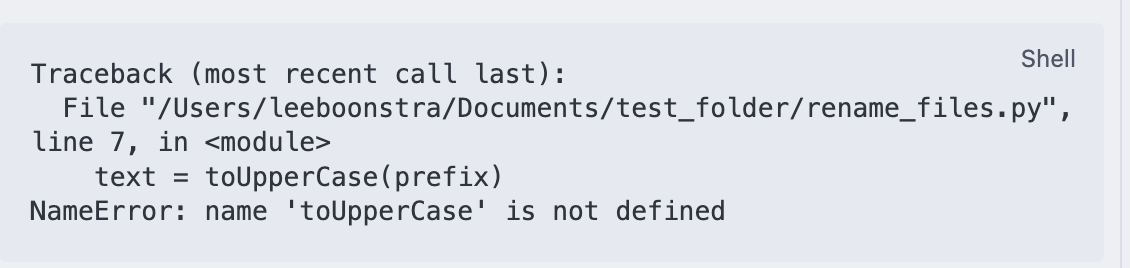 Shell
Traceback (most recent call last):
  File "/Users/leeboonstra/Documents/test_folder/rename_files.py",
line 7, in <module>
    text = toUpperCase(prefix)
NameError: name 'toUpperCase' is not defined